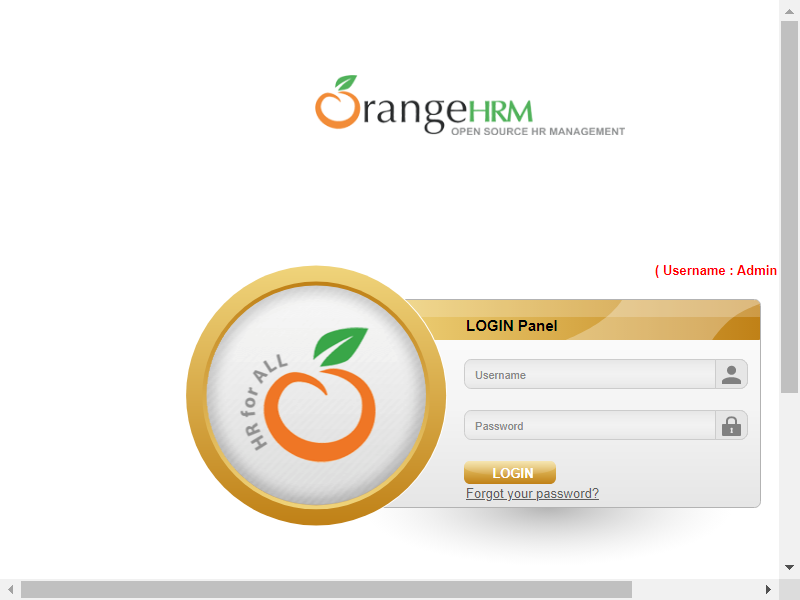 OrangeHRM
OPEN SOURCE HR MANAGEMENT
( Username : Admin
LOGIN Panel
Username
HR for ALL
Password
LOGIN
Forgot your password?